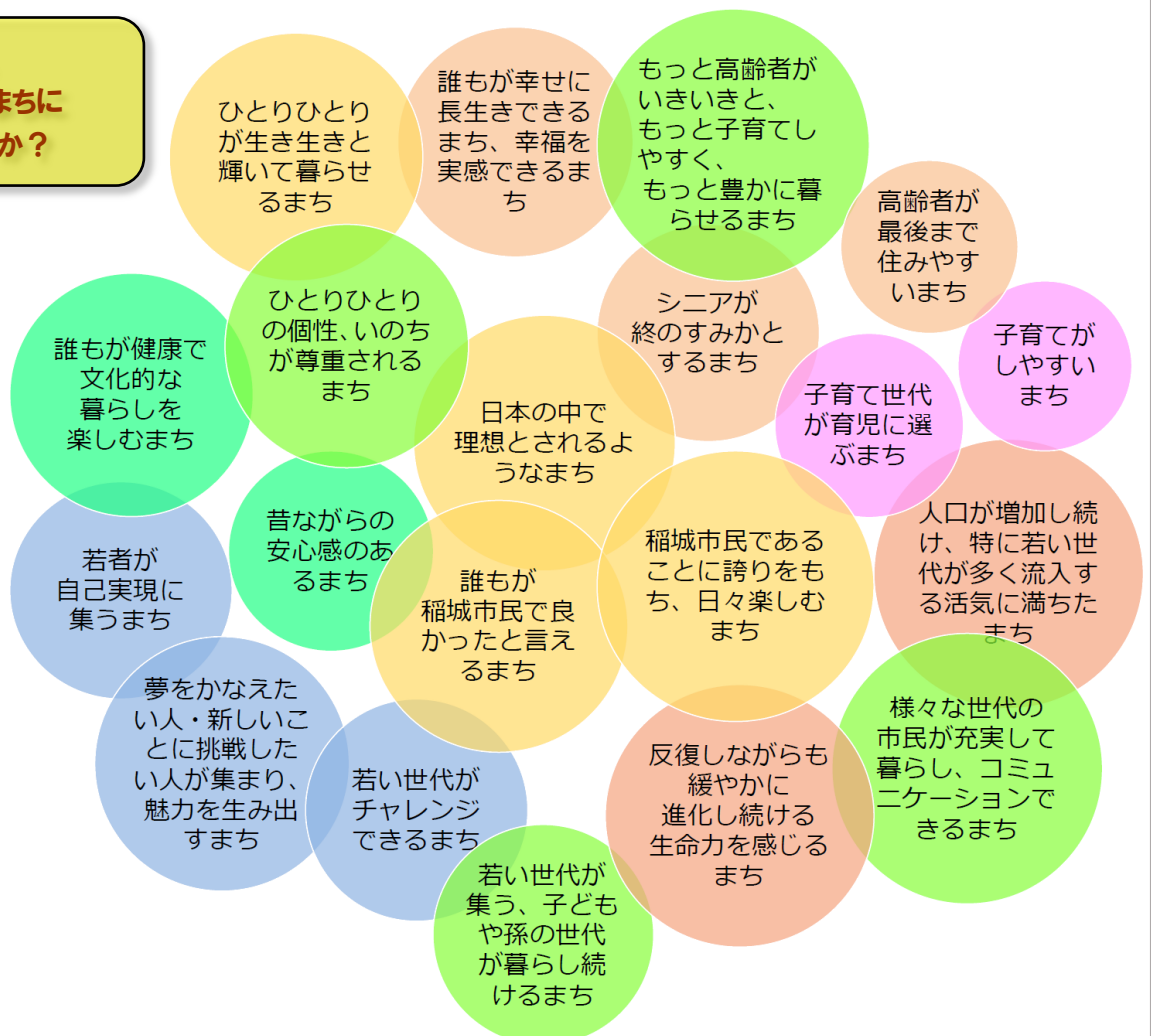 まちに
か？
ひとりひとり
が生き生きと
輝いて暮らせ
るまち
誰もが幸せに
長生きできる
まち、幸福を
実感できるま
ち
もっと高齢者が
いきいきと、
もっと子育てし
やすく、
もっと豊かに暮
らせるまち
高齢者が
最後まで
住みやす
いまち
誰もが健康で
文化的な
暮らしを
楽しむまち
ひとりひとり
の個性、いのち
が尊重される
まち
シニアが
終のすみかと
するまち
子育てが
しやすい
まち
日本の中で
理想とされるよ
うなまち
子育て世代
が育児に選
ぶまち
若者が
自己実現に
集うまち
昔ながらの
安心感のあ
るまち
誰もが
稲城市民で良
かったと言え
るまち
稲城市民である
ことに誇りをも
ち、日々楽しむ
まち
人口が増加し続
け、特に若い世
代が多く流入す
る活気に満ちた
まち
夢をかなえた
い人・新しいこ
とに挑戦した
い人が集まり、
魅力を生み出
すまち
若い世代が
チャレンジ
できるまち
反復しながらも
緩やかに
進化し続ける
生命力を感じる
まち
様々な世代の
市民が充実して
暮らし、コミュ
ニケーションで
きるまち
若い世代が
集う、子ども
や孫の世代
が暮らし続
けるまち